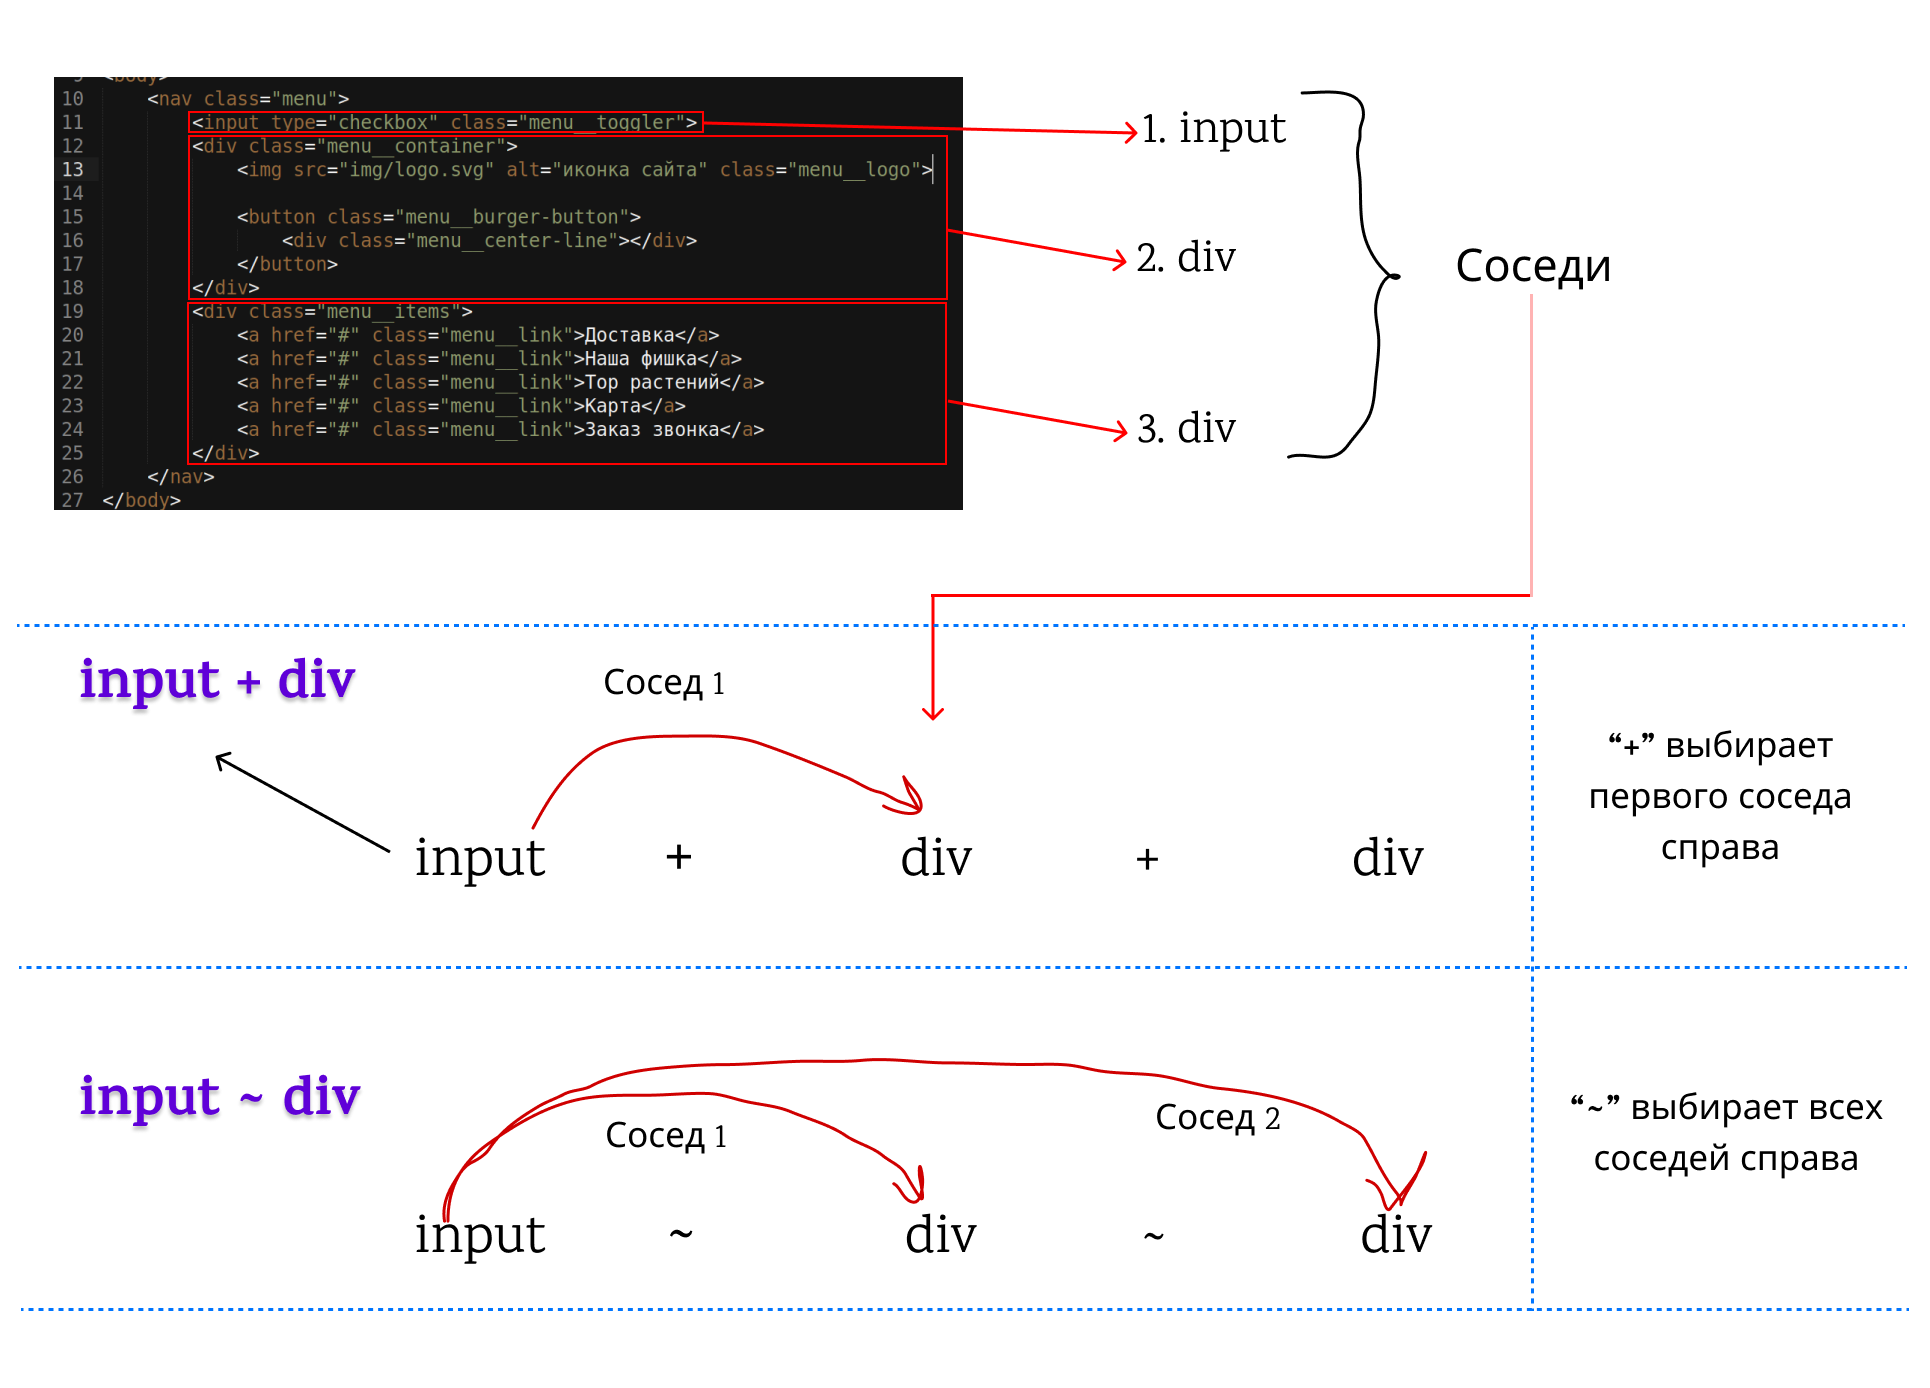 9 <body>
10 <nav class="menu">
11 <input type="checkbox" class="menu__toggler">
12 <div class="menu__container">
13 <img src="img/logo.svg" alt="иконка сайта" class="menu__logo">
14
15 <button class="menu__burger-button">
16 <div class="menu__center-line"></div>
17 </button>
18 </div>
19 <div class="menu__items">
20 <a href="#" class="menu__link">Доставка</a>
21 <a href="#" class="menu__link">Наша фишка</a>
22 <a href="#" class="menu__link">Тор растений</a>
23 <a href="#" class="menu__link">Карта</a>
24 <a href="#" class="menu__link">Заказ звонка</a>
25 </div>
26 </nav>
27 </body>
1. input
2. div
3. div
Соседи
input + div
Сосед 1
input + div + div
“+” выбирает
первого соседа
справа
input ~ div
Сосед 1
Сосед 2
input ~ div ~ div
“~” выбирает всех
соседей справа